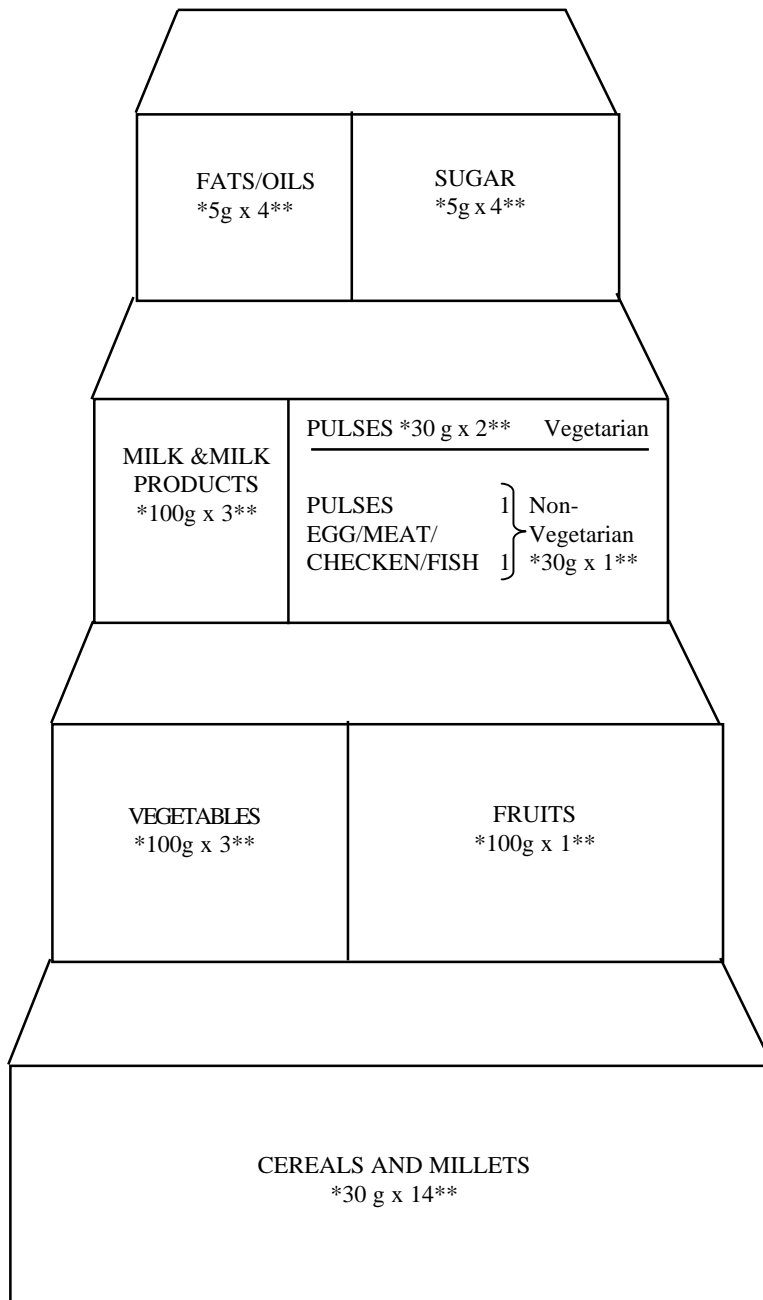 FATS/OILS
*5g x 4**
SUGAR
*5g x 4**
MILK &MILK
PRODUCTS
*100g x 3**
PULSES *30 g x 2** Vegetarian
PULSES 1 Non-
EGG/MEAT/ Vegetarian
CHECKEN/FISH 1 *30g x 1**
VEGETABLES
*100g x 3**
FRUITS
*100g x 1**
CEREALS AND MILLETS
*30 g x 14**